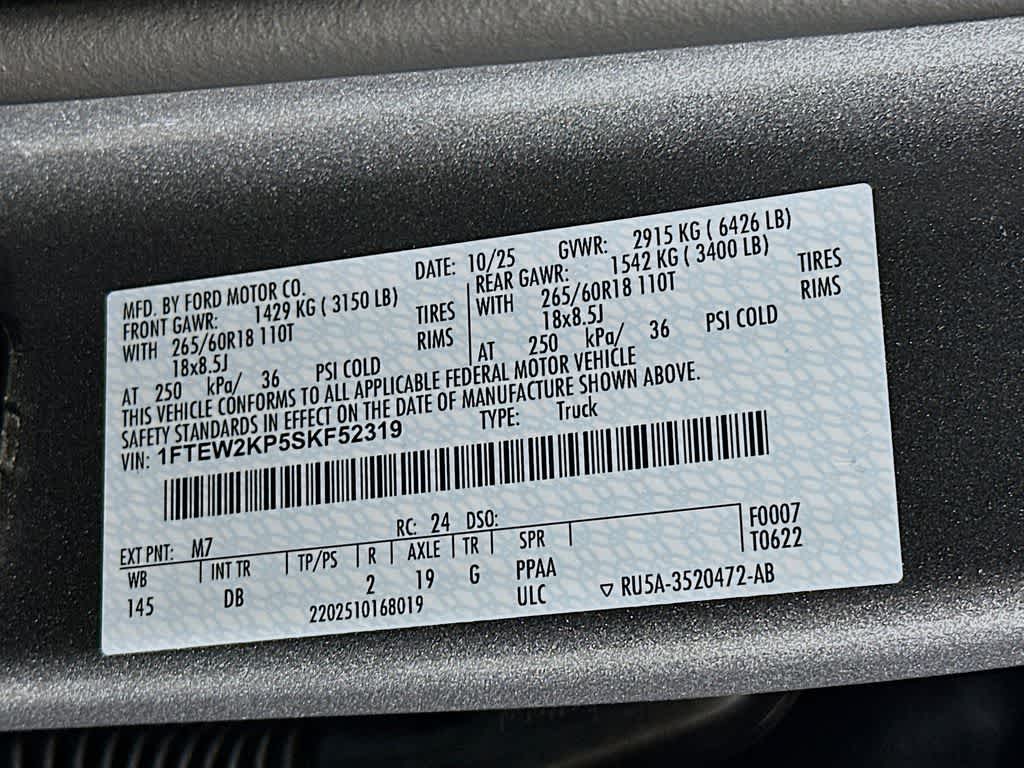 MFD. BY FORD MOTOR CO.
DATE: 10/25
GVWR: 2915 KG ( 6426 LB)
FRONT GAWR: 1429 KG ( 3150 LB)
WITH 265/60R18 110T TIRES
18x8.5J RIMS
AT 250 kPa/ 36 PSI COLD
REAR GAWR: 1542 KG ( 3400 LB)
WITH 265/60R18 110T TIRES
18x8.5J RIMS
AT 250 kPa/ 36 PSI COLD
THIS VEHICLE CONFORMS TO ALL APPLICABLE FEDERAL MOTOR VEHICLE
SAFETY STANDARDS IN EFFECT ON THE DATE OF MANUFACTURE SHOWN ABOVE.
VIN: 1FTEW2KP5SKF52319 TYPE: Truck
EXT PNT: M7 RC: 24 DSO: F0007
WB INT TR TP/PS R AXLE TR SPR T0622
145 DB 2 19 G PPAA
2202510168019 ULC ▽ RU5A-3520472-AB